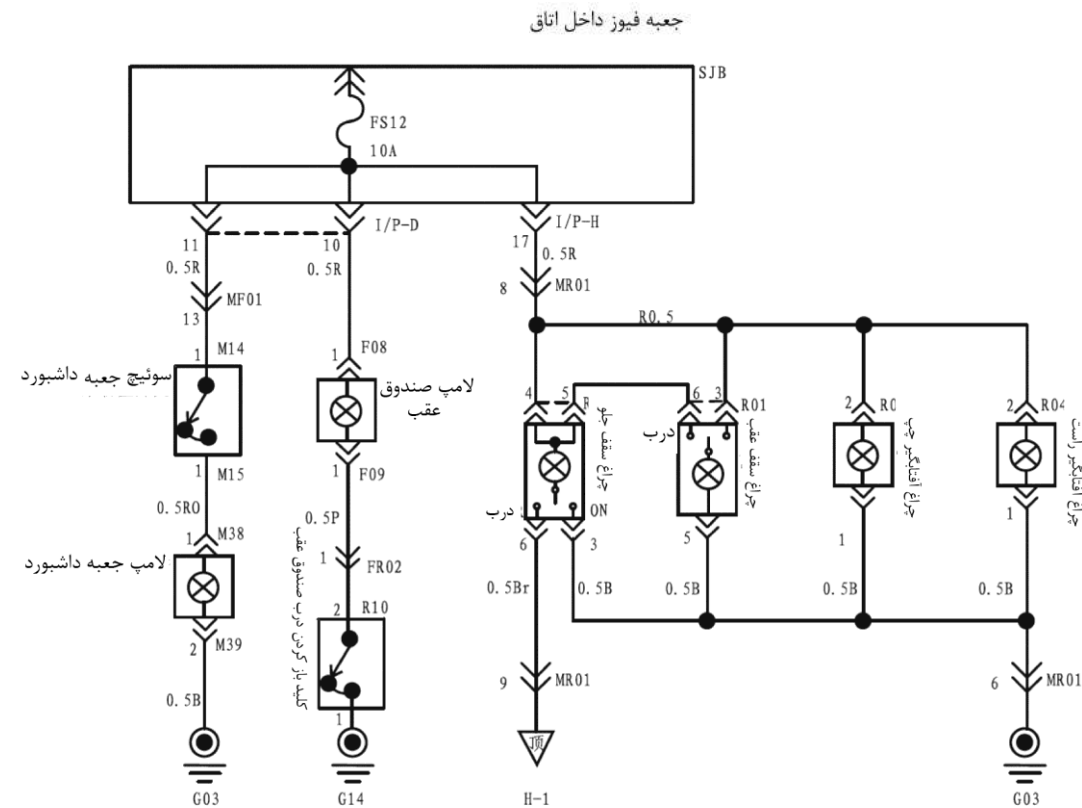 جعبه فیوز داخل اتاق
SJB
FS12
10A
I/P-D
I/P-H
11
10
17
0.5R
0.5R
0.5R
MF01
8
MR01
13
R0.5
1
M14
1
F08
4
5
6
3
R01
2
2
R04
سوئیچ جعبه داشبورد
لامپ صندوق
عقب
چراغ سقف جلو
درب
چراغ سقف عقب
چراغ آفتابگیر چپ
چراغ آفتابگیر راست
1
M15
1
F09
درب
ON
6
3
5
1
1
0.5RO
0.5P
1
M38
1
FR02
لامپ جعبه داشبورد
0.5Br
0.5B
0.5B
0.5B
0.5B
2
R10
کلید باز کردن درب صندوق عقب
2
M39
9
MR01
6
MR01
0.5B
1
顶
G03
G14
H-1
G03